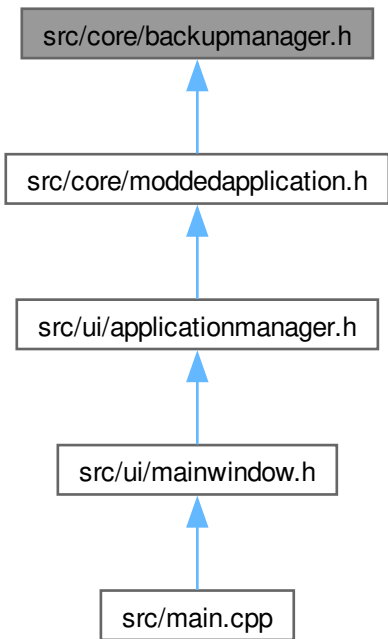 src/core/backupmanager.h
src/core/moddedapplication.h
src/ui/applicationmanager.h
src/ui/mainwindow.h
src/main.cpp